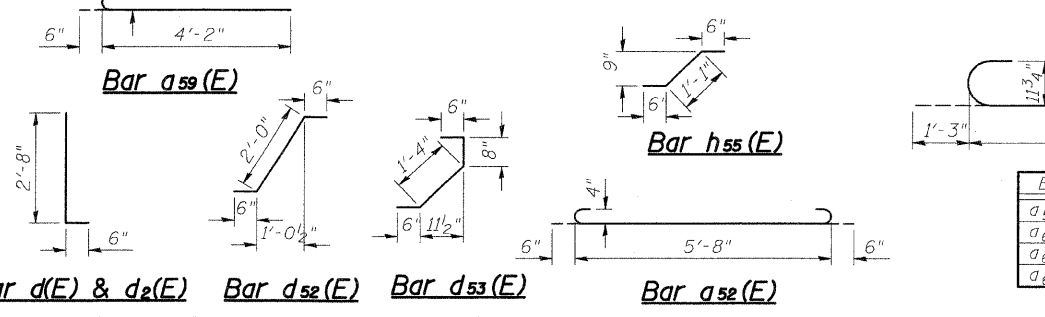 6" 4'-2"
Bar a59(E)
6"
9"
1'-1"
6'
Bar h55(E)
11¾"
1'-3"
2'-8"
6"
ar d(E) & d2(E)
6"
2'-0"
6"
1'-0½"
Bar d52(E)
6"
1'-4"
8"
6' 11½"
Bar d53(E)
4"
6" 5'-8" 6"
Bar a52(E)